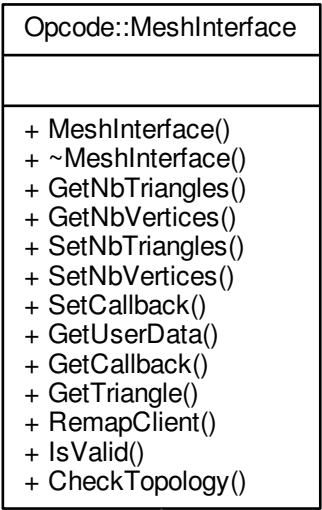 Opcode::MeshInterface
+ MeshInterface()
+ ~MeshInterface()
+ GetNbTriangles()
+ GetNbVertices()
+ SetNbTriangles()
+ SetNbVertices()
+ SetCallback()
+ GetUserData()
+ GetCallback()
+ GetTriangle()
+ RemapClient()
+ IsValid()
+ CheckTopology()